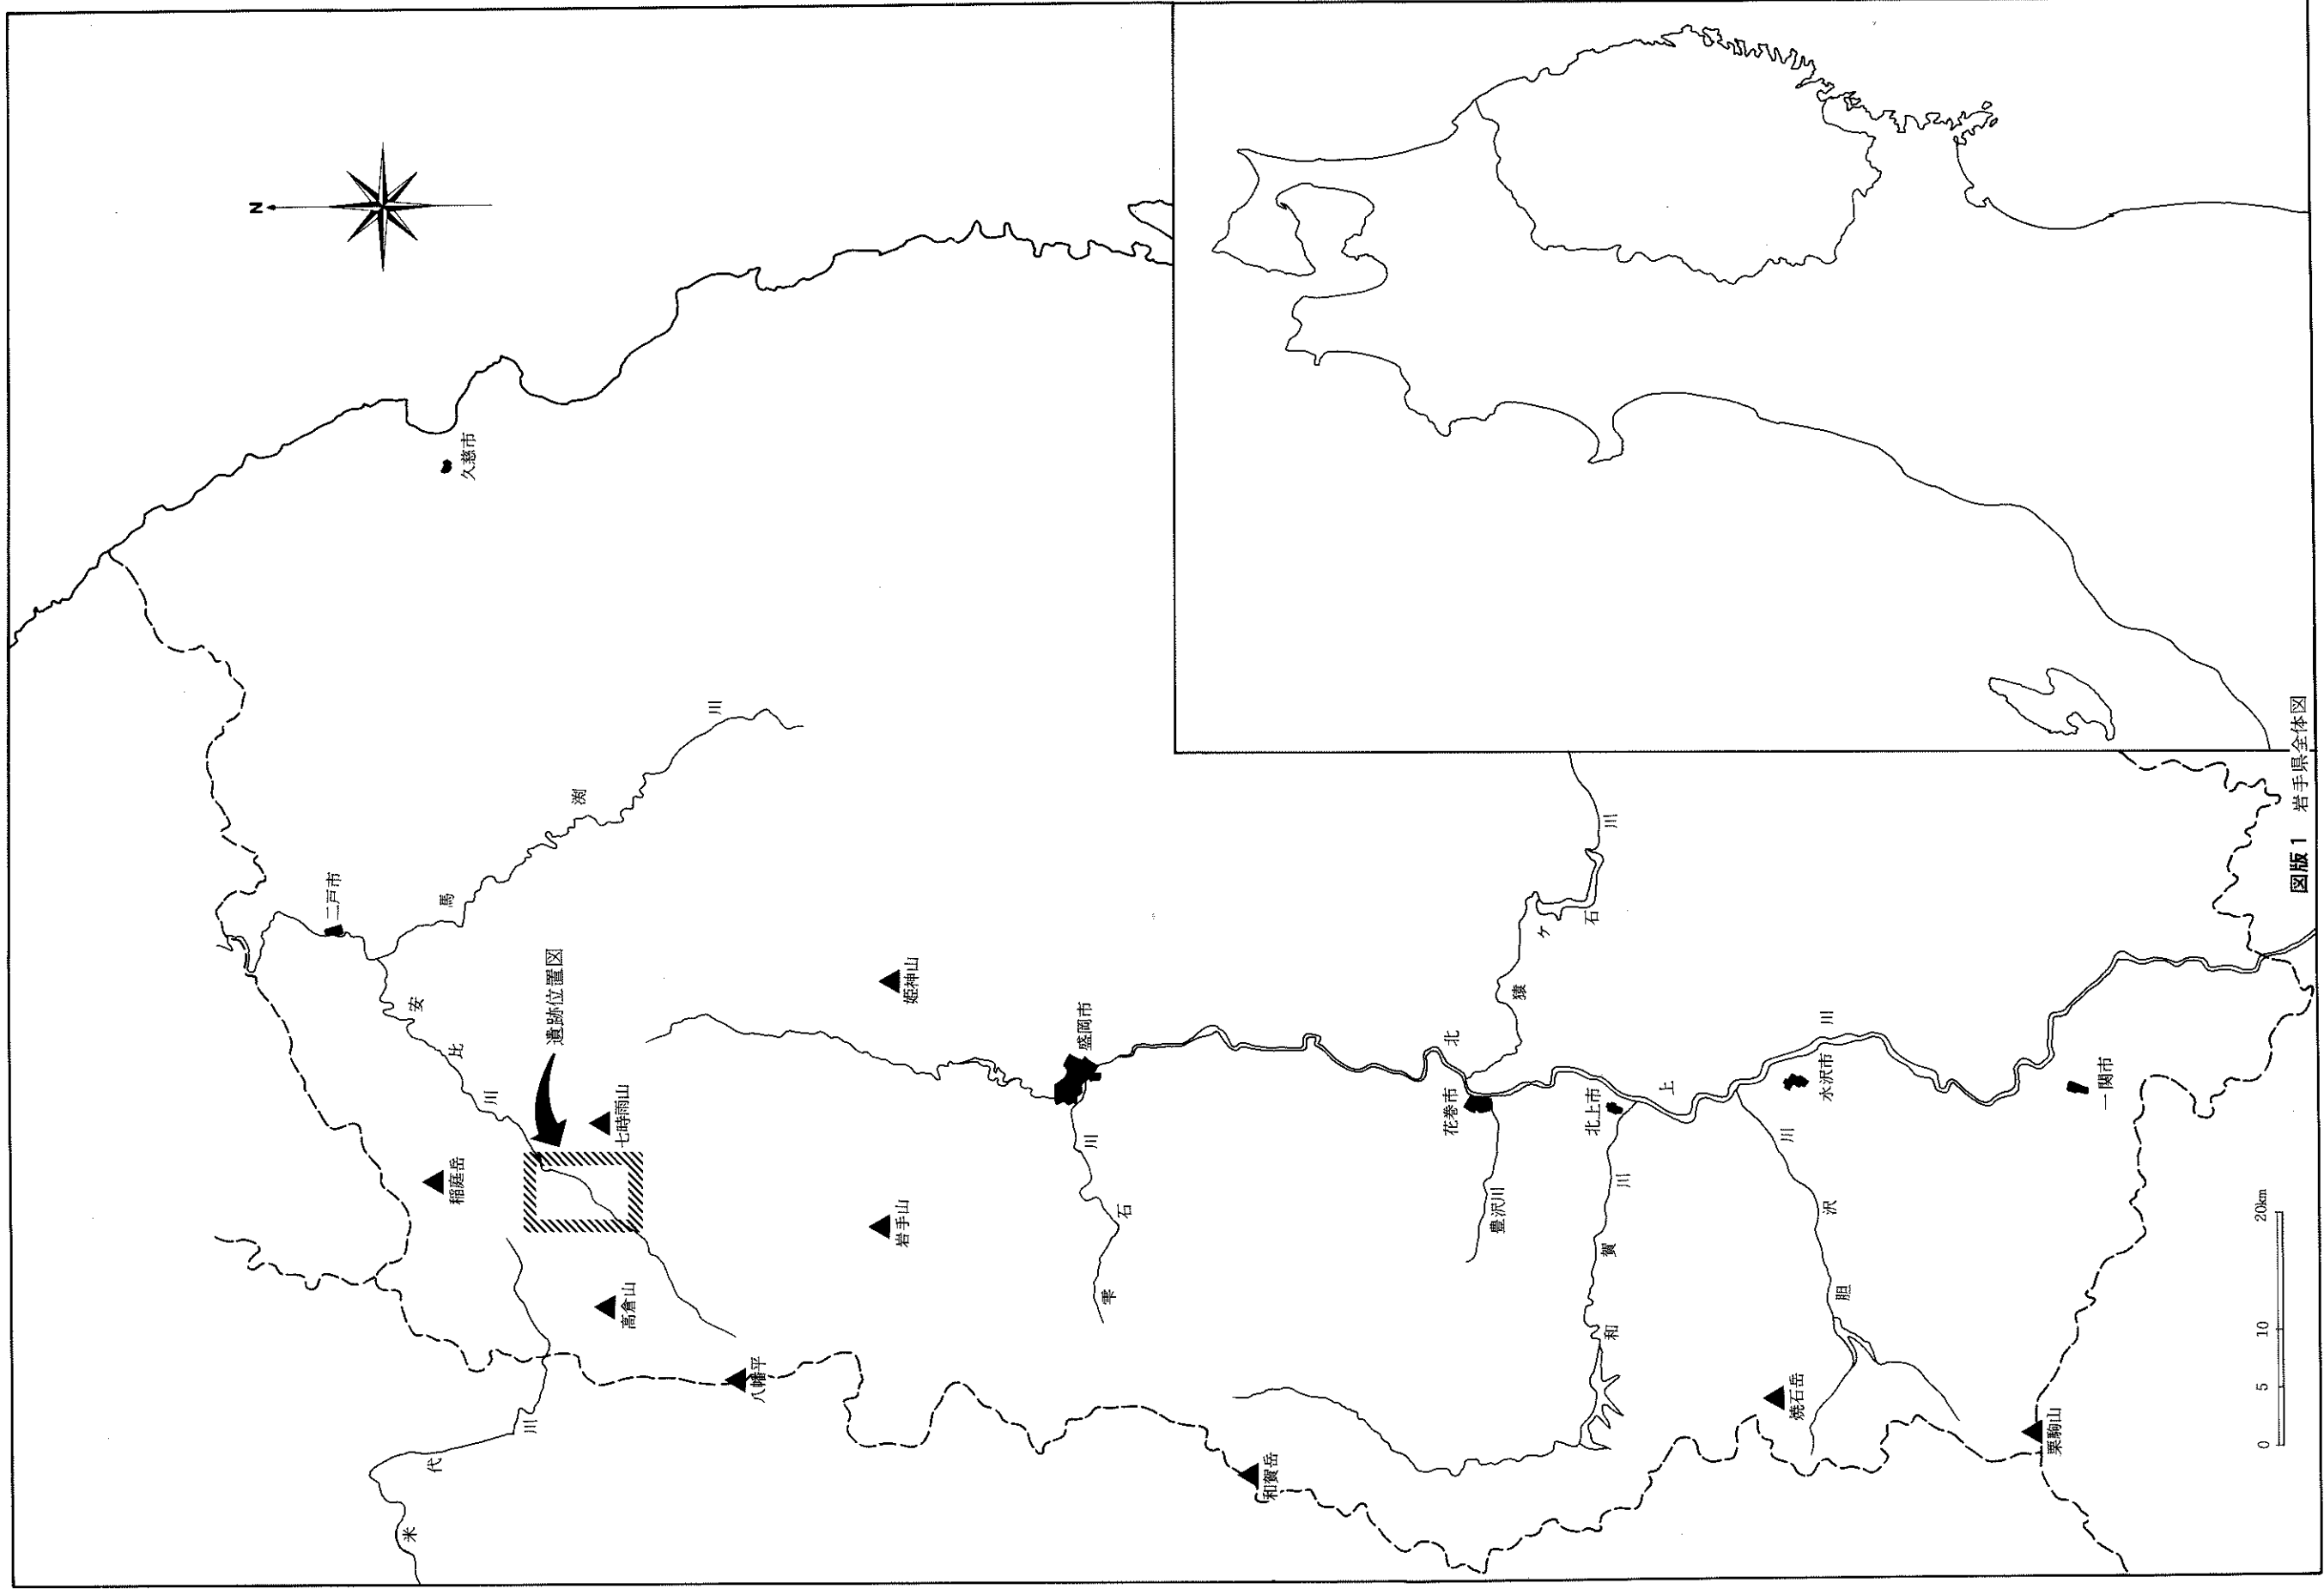 N
久慈市
二戸市
馬淵川
安比川
遺跡位置図
稲庭岳
七時雨山
高倉山
八幡平
米代川
姫神山
岩手山
盛岡市
雫石川
北上川
猿ケ石川
花巻市
豊沢川
北上市
和賀川
和賀岳
水沢市
胆沢川
焼石岳
一関市
栗駒山
0 5 10 20km
図版1 岩手県全体図